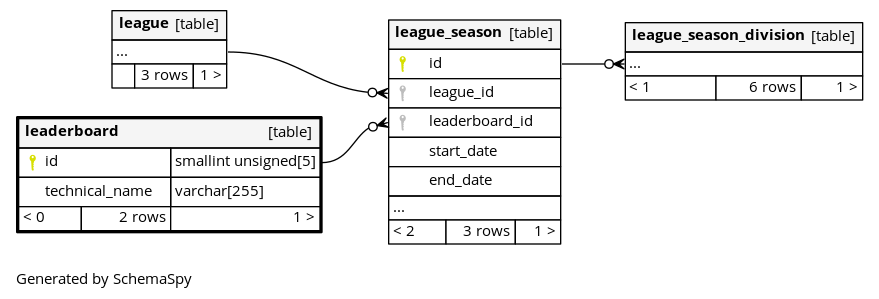 league [table]
...
3 rows 1 >
leaderboard [table]
id smallint unsigned[5]
technical_name varchar[255]
< 0 2 rows 1 >
league_season [table]
id
league_id
leaderboard_id
start_date
end_date
...
< 2 3 rows 1 >
league_season_division [table]
...
< 1 6 rows 1 >
Generated by SchemaSpy